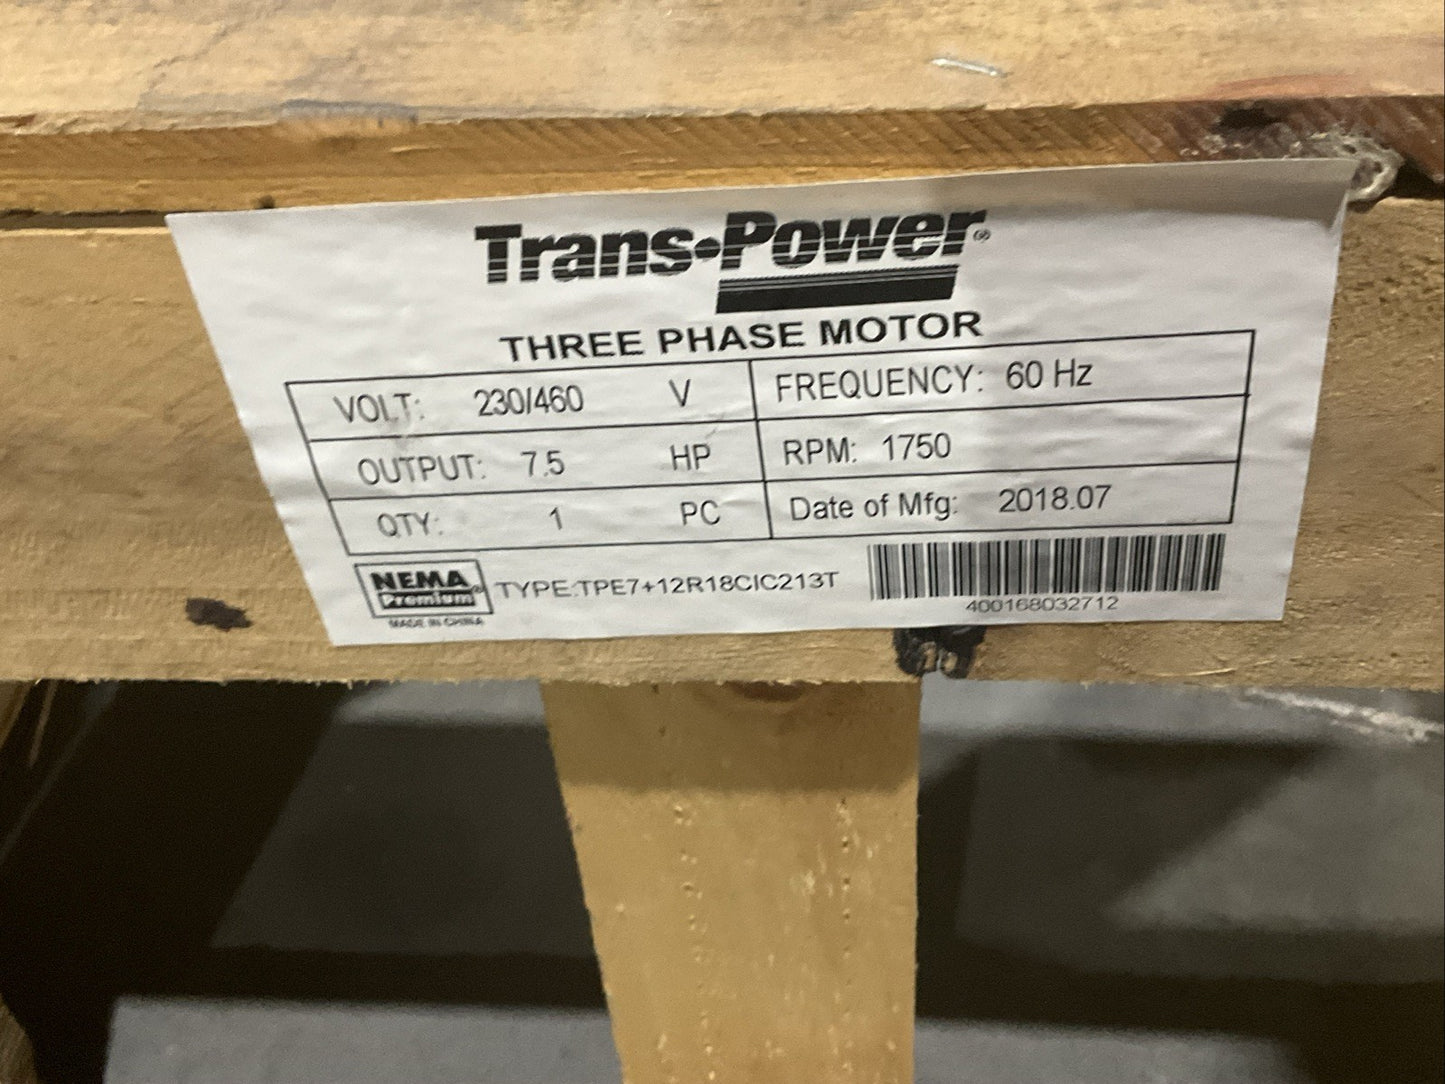 Trans•Power®
THREE PHASE MOTOR
VOLT: 230/460 V FREQUENCY: 60 Hz
OUTPUT: 7.5 HP RPM: 1750
QTY: 1 PC Date of Mfg: 2018.07
NEMA
Premium®
MADE IN CHINA
TYPE:TPE7+12R18CIC213T
400168032712